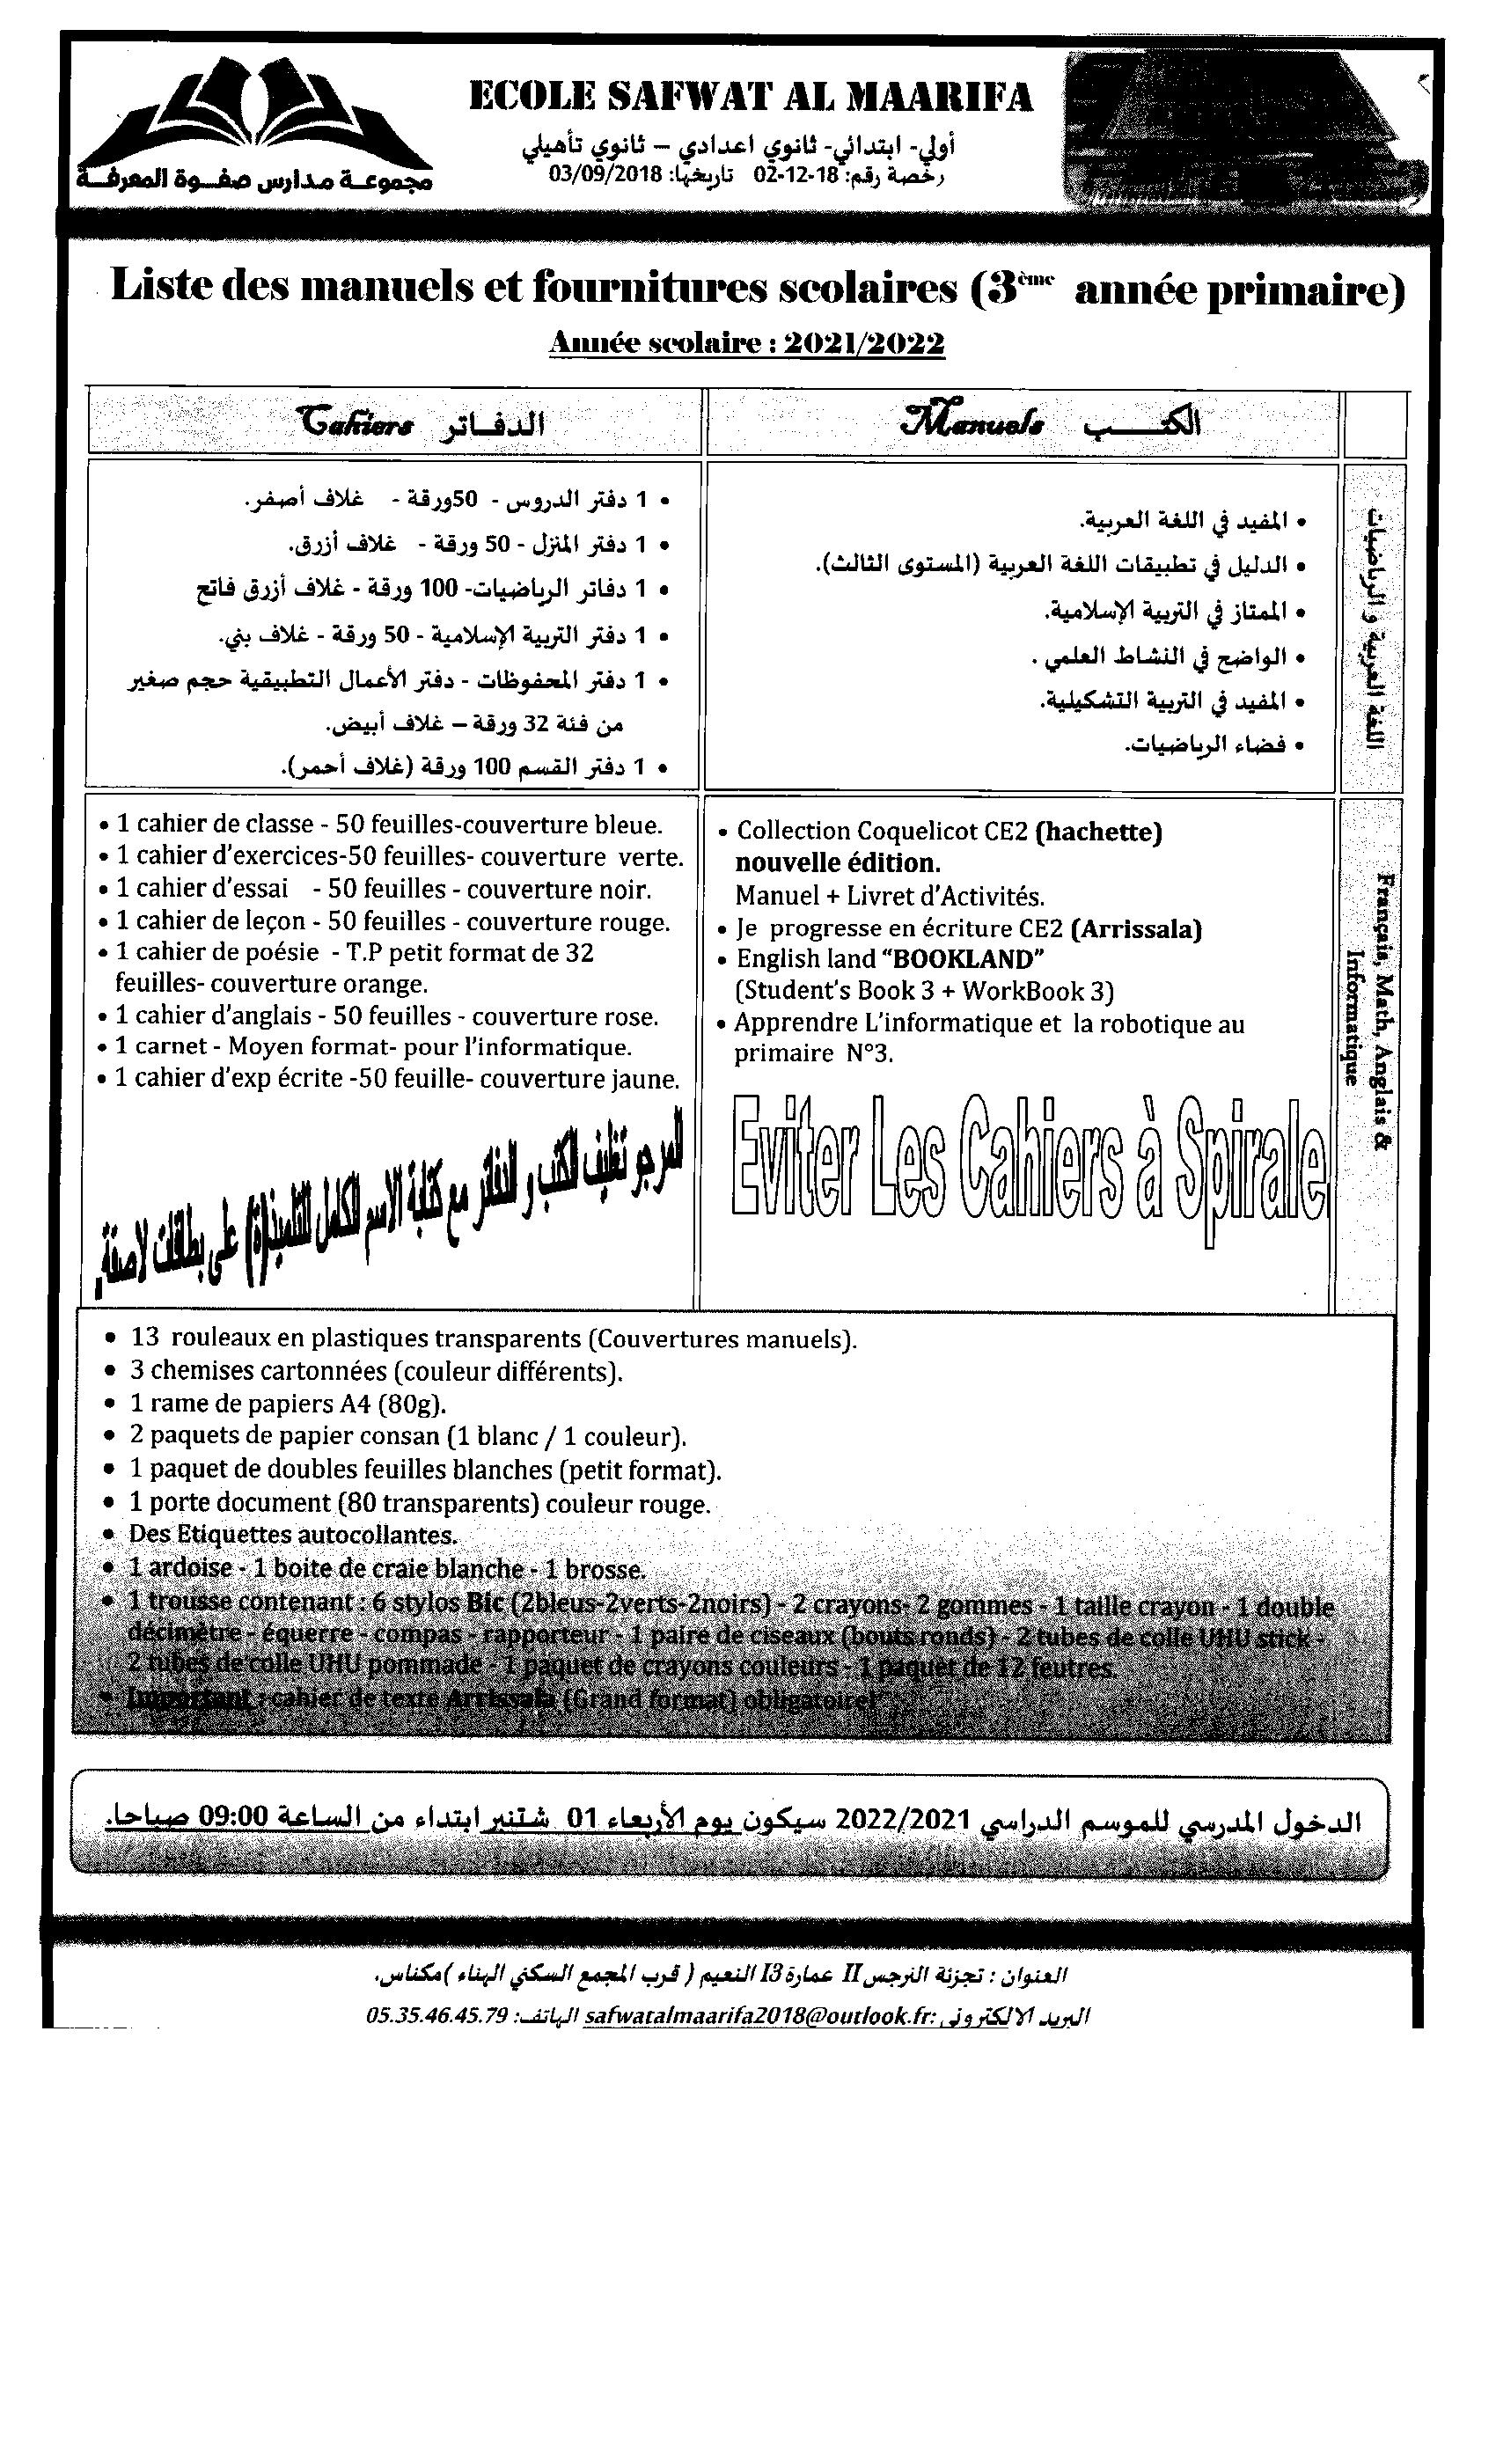 مجموعـة مدارس صفـوة المعرفـة
ECOLE SAFWAT AL MAARIFA
أولي- ابتدائي- ثانوي اعدادي – ثانوي تأهيلي
رخصة رقم: 18-12-02 تاريخها: 03/09/2018
Liste des manuels et fournitures scolaires (3ème année primaire)
Année scolaire : 2021/2022
Cahiers الدفـاتر
Manuels الكتـــب
• 1 دفتر الدروس - 50ورقة - غلاف أصفر.
• 1 دفتر المنزل - 50 ورقة - غلاف أزرق.
• 1 دفاتر الرياضيات- 100 ورقة - غلاف أزرق فاتح
• 1 دفتر التربية الإسلامية - 50 ورقة - غلاف بني.
• 1 دفتر المحفوظات - دفتر الأعمال التطبيقية حجم صغير
من فئة 32 ورقة – غلاف أبيض.
• 1 دفتر القسم 100 ورقة (غلاف أحمر).
• المفيد في اللغة العربية.
• الدليل في تطبيقات اللغة العربية (المستوى الثالث).
• الممتاز في التربية الإسلامية.
• الواضح في النشاط العلمي .
• المفيد في التربية التشكيلية.
• فضاء الرياضيات.
اللغة العربية و الرياضيات
• 1 cahier de classe - 50 feuilles-couverture bleue.
• 1 cahier d’exercices-50 feuilles- couverture verte.
• 1 cahier d’essai - 50 feuilles - couverture noir.
• 1 cahier de leçon - 50 feuilles - couverture rouge.
• 1 cahier de poésie - T.P petit format de 32
feuilles- couverture orange.
• 1 cahier d’anglais - 50 feuilles - couverture rose.
• 1 carnet - Moyen format- pour l’informatique.
• 1 cahier d’exp écrite -50 feuille- couverture jaune.
المرجو تغليف الكتب و الدفاتر مع كتابة الاسم الكامل للتلميذ(ة) على بطاقات لاصقة.
• Collection Coquelicot CE2 (hachette)
nouvelle édition.
Manuel + Livret d’Activités.
• Je progresse en écriture CE2 (Arrissala)
• English land “BOOKLAND”
(Student’s Book 3 + WorkBook 3)
• Apprendre L’informatique et la robotique au
primaire N°3.
Eviter Les Cahiers à Spirale
Français, Math, Anglais &
Informatique
• 13 rouleaux en plastiques transparents (Couvertures manuels).
• 3 chemises cartonnées (couleur différents).
• 1 rame de papiers A4 (80g).
• 2 paquets de papier consan (1 blanc / 1 couleur).
• 1 paquet de doubles feuilles blanches (petit format).
• 1 porte document (80 transparents) couleur rouge.
• Des Etiquettes autocollantes.
• 1 ardoise - 1 boite de craie blanche - 1 brosse.
• 1 trousse contenant : 6 stylos Bic (2bleus-2verts-2noirs) - 2 crayons- 2 gommes - 1 taille crayon - 1 double
décimètre - équerre - compas - rapporteur - 1 paire de ciseaux (bouts ronds) - 2 tubes de colle UHU stick -
2 tubes de colle UHU pommade - 1 paquet de crayons couleurs - 1 paquet de 12 feutres.
• Important : cahier de texte Arrissala (Grand format) obligatoire!
الدخول المدرسي للموسم الدراسي 2022/2021 سيكون يوم الأربعاء 01 شتنبر ابتداء من الساعة 09:00 صباحا.
العنوان : تجزئة النرجس II عمارة I3 النعيم ( قرب المجمع السكني الهناء )مكناس.
البريد الالكتروني: safwatalmaarifa2018@outlook.fr الهاتف: 05.35.46.45.79